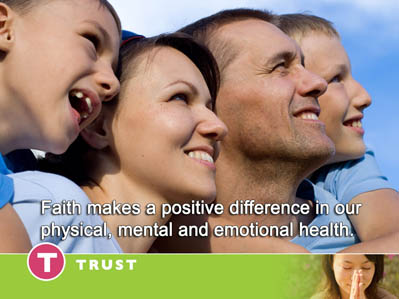 Faith makes a positive difference in our
physical, mental and emotional health.
T TRUST